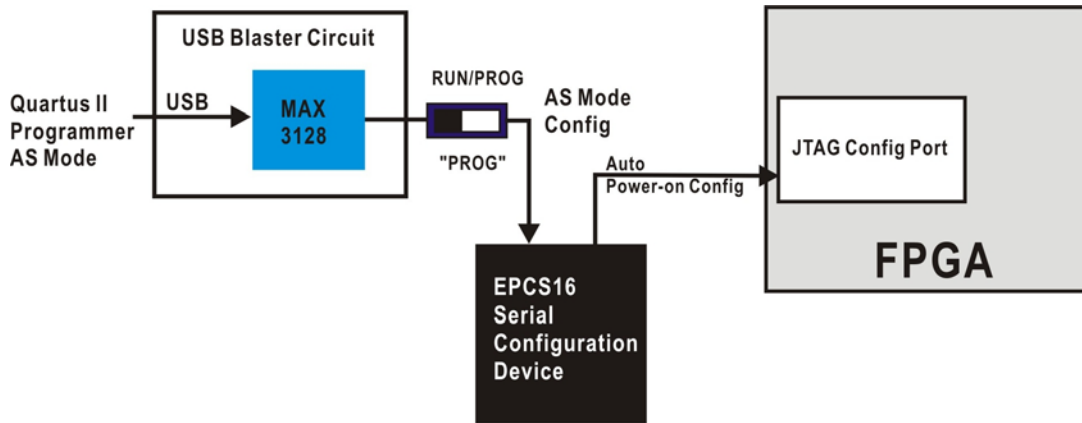 USB Blaster Circuit
Quartus II
Programmer
AS Mode
USB
MAX
3128
RUN/PROG
"PROG"
AS Mode
Config
Auto
Power-on Config
JTAG Config Port
FPGA
EPCS16
Serial
Configuration
Device